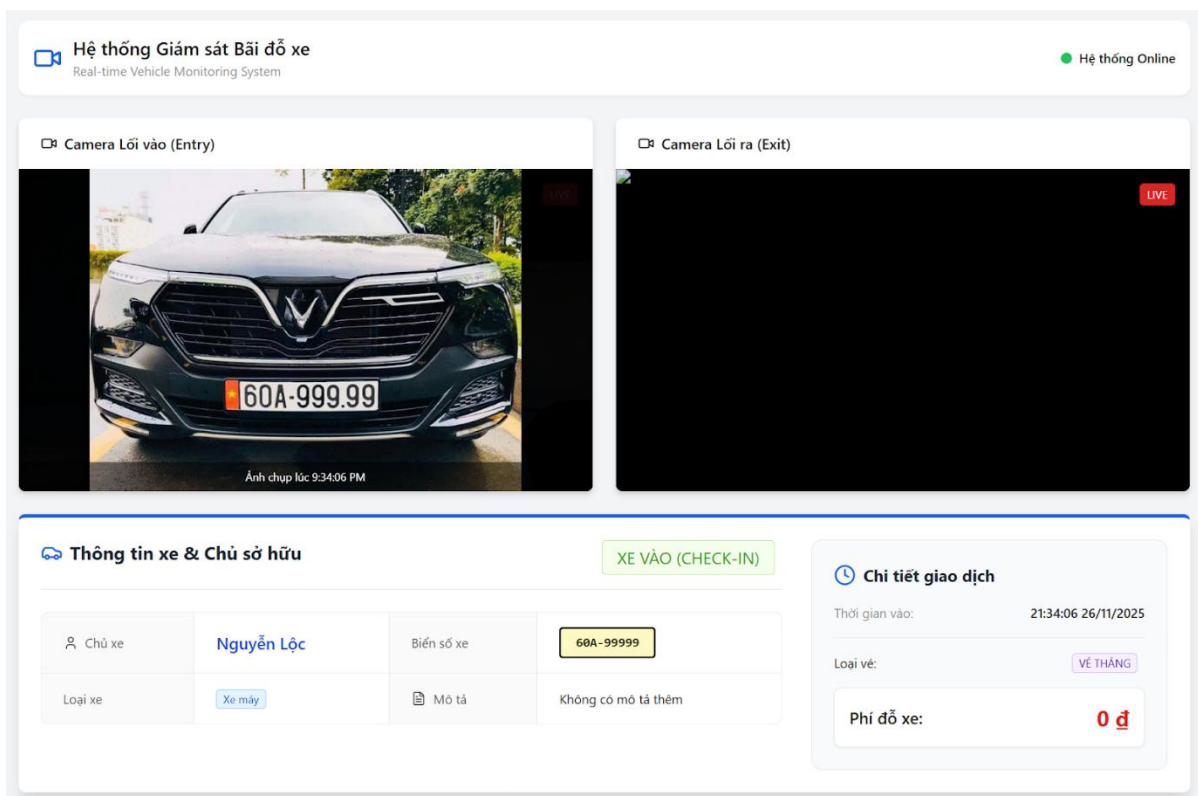 Hệ thống Giám sát Bãi đỗ xe
Real-time Vehicle Monitoring System
Hệ thống Online
Camera Lối vào (Entry)
Camera Lối ra (Exit)
LIVE
LIVE
60A-999.99
Ảnh chụp lúc 9:34:06 PM
Thông tin xe & Chủ sở hữu
XE VÀO (CHECK-IN)
Chủ xe
Nguyễn Lộc
Biển số xe
60A-99999
Loại xe
Xe máy
Mô tả
Không có mô tả thêm
Chi tiết giao dịch
Thời gian vào:
21:34:06 26/11/2025
Loại vé:
VÉ THÁNG
Phí đỗ xe:
0 ₫